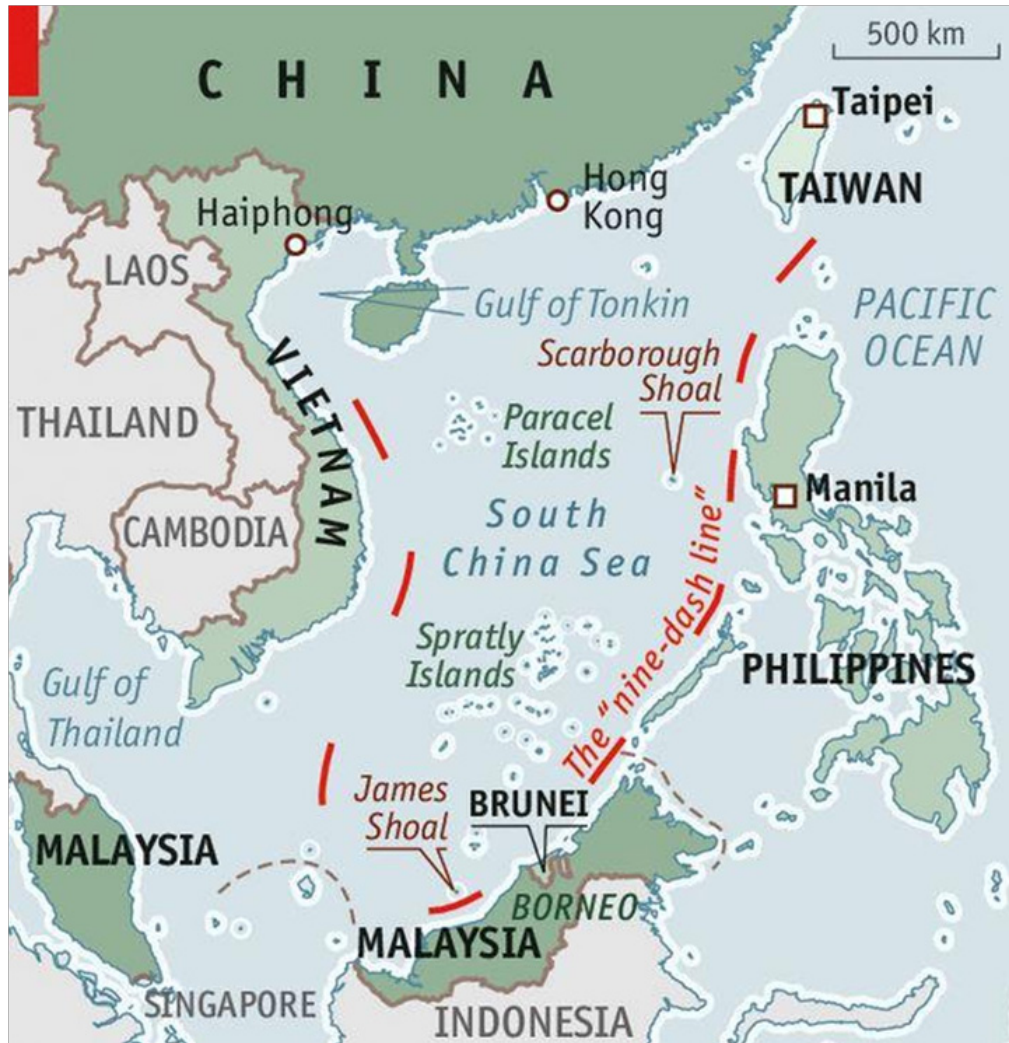 500 km
CHINA
Taipei
TAIWAN
Hong
Kong
Haiphong
LAOS
Gulf of Tonkin
PACIFIC
OCEAN
Scarborough
Shoal
VIETNAM
THAILAND
Paracel
Islands
Manila
South
China Sea
CAMBODIA
The "nine-dash line"
Spratly
Islands
PHILIPPINES
Gulf of
Thailand
James
Shoal
BRUNEI
MALAYSIA
BORNEO
MALAYSIA
SINGAPORE
INDONESIA